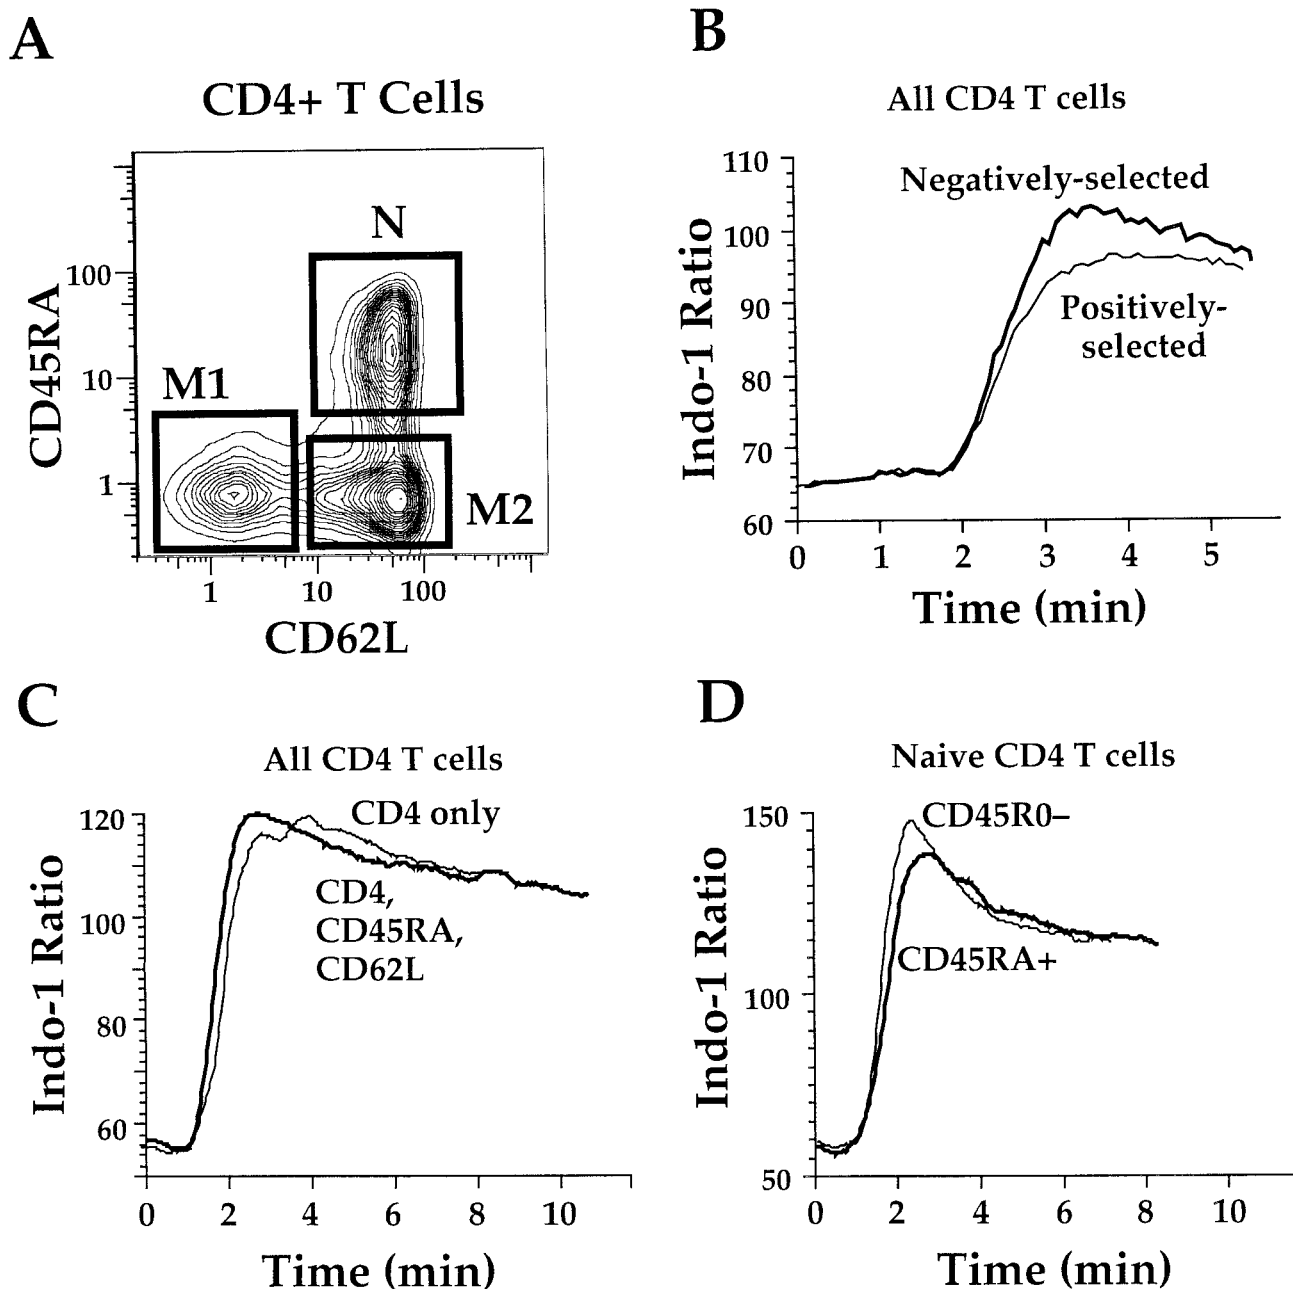 A
CD4+ T Cells
N
M1
M2
CD45RA
100
10
1
1
10
100
CD62L
B
All CD4 T cells
Negatively-selected
Positively-
selected
Indo-1 Ratio
110
100
90
80
70
60
0
1
2
3
4
5
Time (min)
C
All CD4 T cells
CD4 only
CD4,
CD45RA,
CD62L
Indo-1 Ratio
120
100
80
60
0
2
4
6
8
10
Time (min)
D
Naive CD4 T cells
CD45R0–
CD45RA+
Indo-1 Ratio
150
100
50
0
2
4
6
8
10
Time (min)